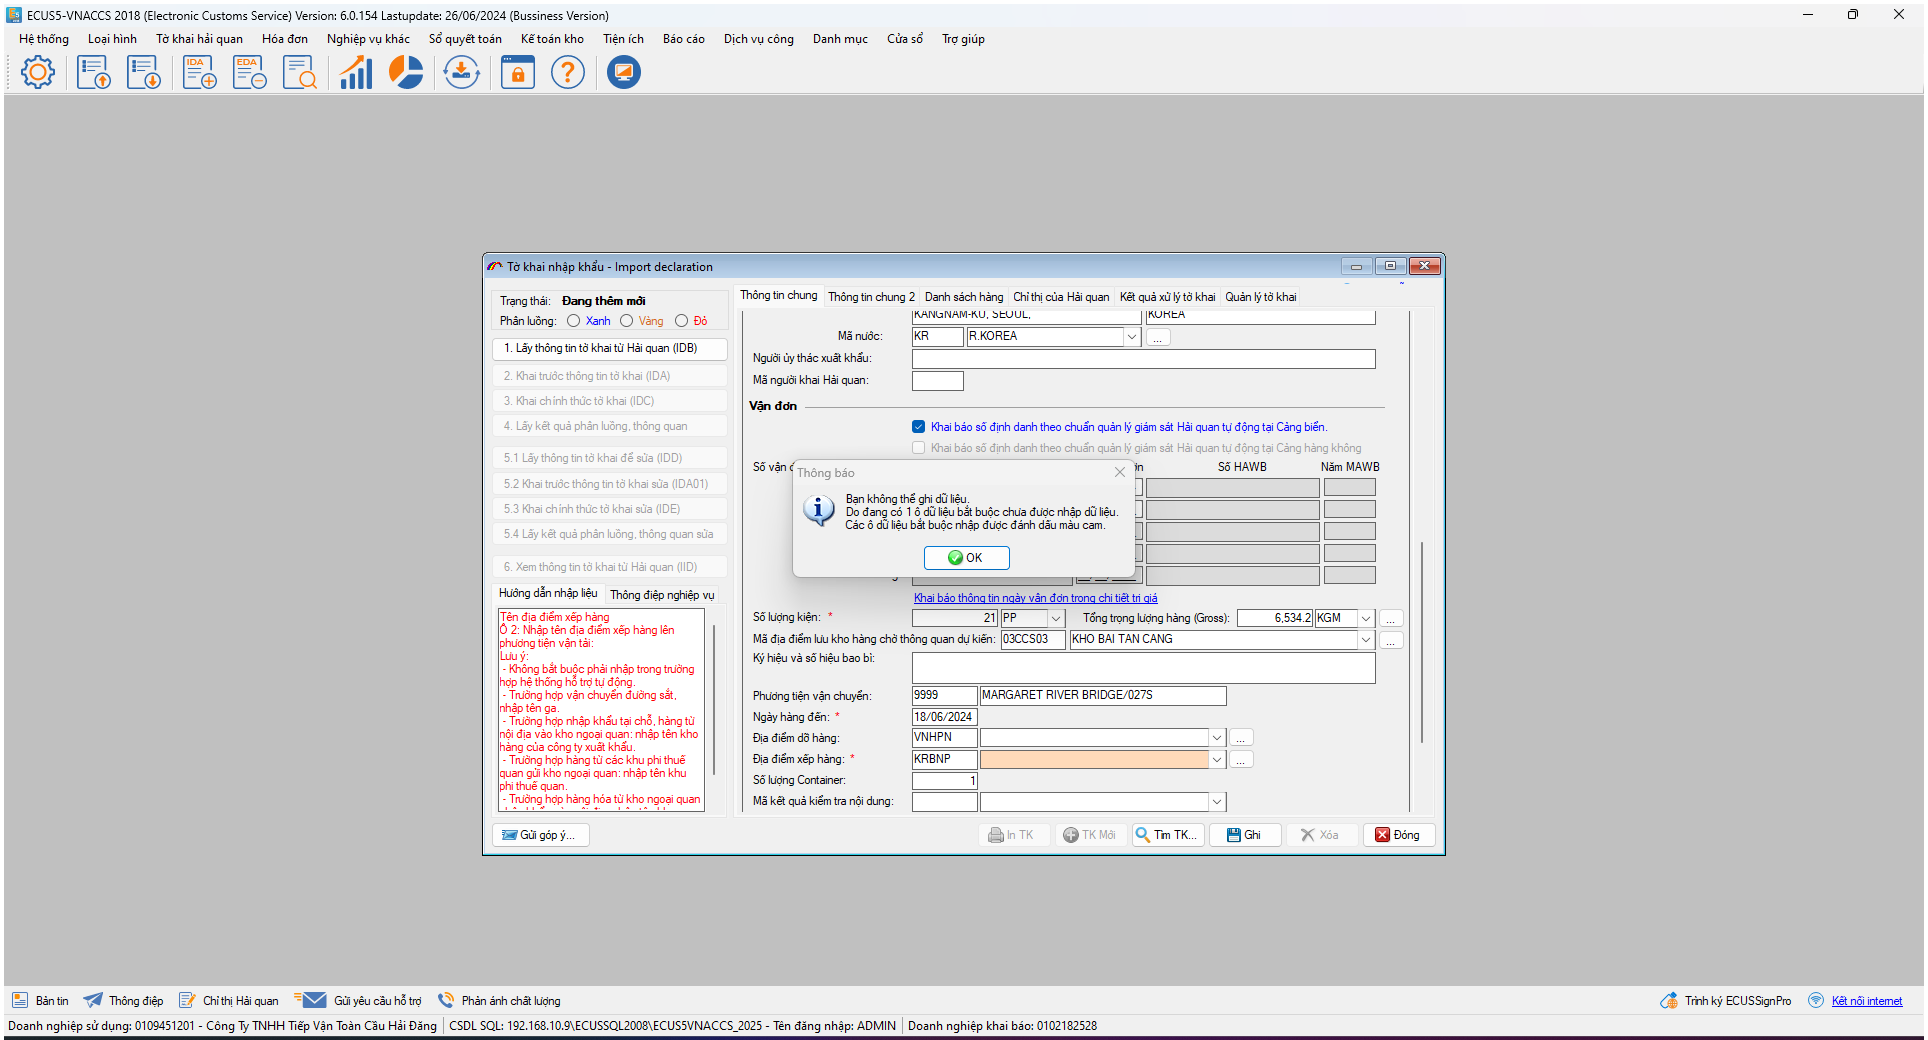 ECUS5-VNACCS 2018 (Electronic Customs Service) Version: 6.0.154 Lastupdate: 26/06/2024 (Bussiness Version)
Hệ thống Loại hình Tờ khai hải quan Hóa đơn Nghiệp vụ khác Sổ quyết toán Kế toán kho Tiện ích Báo cáo Dịch vụ công Danh mục Cửa sổ Trợ giúp
IDA EDA
Tờ khai nhập khẩu - Import declaration
Trạng thái: Đang thêm mới
Phân luồng: Xanh Vàng Đỏ
1. Lấy thông tin tờ khai từ Hải quan (IDB)
2. Khai trước thông tin tờ khai (IDA)
3. Khai chính thức tờ khai (IDC)
4. Lấy kết quả phân luồng, thông quan
5.1 Lấy thông tin tờ khai để sửa (IDD)
5.2 Khai trước thông tin tờ khai sửa (IDA01)
5.3 Khai chính thức tờ khai sửa (IDE)
5.4 Lấy kết quả phân luồng, thông quan sửa
6. Xem thông tin tờ khai từ Hải quan (IID)
Hướng dẫn nhập liệu Thông điệp nghiệp vụ
Tên địa điểm xếp hàng
Ô 2: Nhập tên địa điểm xếp hàng lên
phương tiện vận tải:
Lưu ý:
- Không bắt buộc phải nhập trong trường
hợp hệ thống hỗ trợ tự động.
- Trường hợp vận chuyển đường sắt,
nhập tên ga.
- Trường hợp nhập khẩu tại chỗ, hàng từ
nội địa vào kho ngoại quan: nhập tên kho
hàng của công ty xuất khẩu.
- Trường hợp hàng từ các khu phi thuế
quan gửi kho ngoại quan: nhập tên khu
phi thuế quan.
- Trường hợp hàng hóa từ kho ngoại quan
Gửi góp ý...
Thông tin chung Thông tin chung 2 Danh sách hàng Chỉ thị của Hải quan Kết quả xử lý tờ khai Quản lý tờ khai
KANGNAM-KU, SEOUL, KOREA
Mã nước: KR R.KOREA ...
Người ủy thác xuất khẩu:
Mã người khai Hải quan:
Vận đơn
Khai báo số định danh theo chuẩn quản lý giám sát Hải quan tự động tại Cảng biển.
Khai báo số định danh theo chuẩn quản lý giám sát Hải quan tự động tại Cảng hàng không
Số vận Số HAWB Năm MAWB
Thông báo
Bạn không thể ghi dữ liệu.
Do đang có 1 ô dữ liệu bắt buộc chưa được nhập dữ liệu.
Các ô dữ liệu bắt buộc nhập được đánh dấu màu cam.
OK
Khai báo thông tin ngày vận đơn trong chi tiết trị giá
Số lượng kiện: * 21 PP Tổng trọng lượng hàng (Gross): 6,534.2 KGM ...
Mã địa điểm lưu kho hàng chờ thông quan dự kiến: 03CCS03 KHO BAI TAN CANG ...
Ký hiệu và số hiệu bao bì:
Phương tiện vận chuyển: 9999 MARGARET RIVER BRIDGE/027S
Ngày hàng đến: * 18/06/2024
Địa điểm dỡ hàng: VNHPN ...
Địa điểm xếp hàng: * KRBNP ...
Số lượng Container: 1
Mã kết quả kiểm tra nội dung:
In TK TK Mới Tìm TK... Ghi Xóa Đóng
Bản tin Thông điệp Chỉ thị Hải quan Gửi yêu cầu hỗ trợ Phản ánh chất lượng Trình ký ECUSSignPro Kết nối internet
Doanh nghiệp sử dụng: 0109451201 - Công Ty TNHH Tiếp Vận Toàn Cầu Hải Đăng CSDL SQL: 192.168.10.9\ECUSSQL2008\ECUS5VNACCS_2025 - Tên đăng nhập: ADMIN Doanh nghiệp khai báo: 0102182528